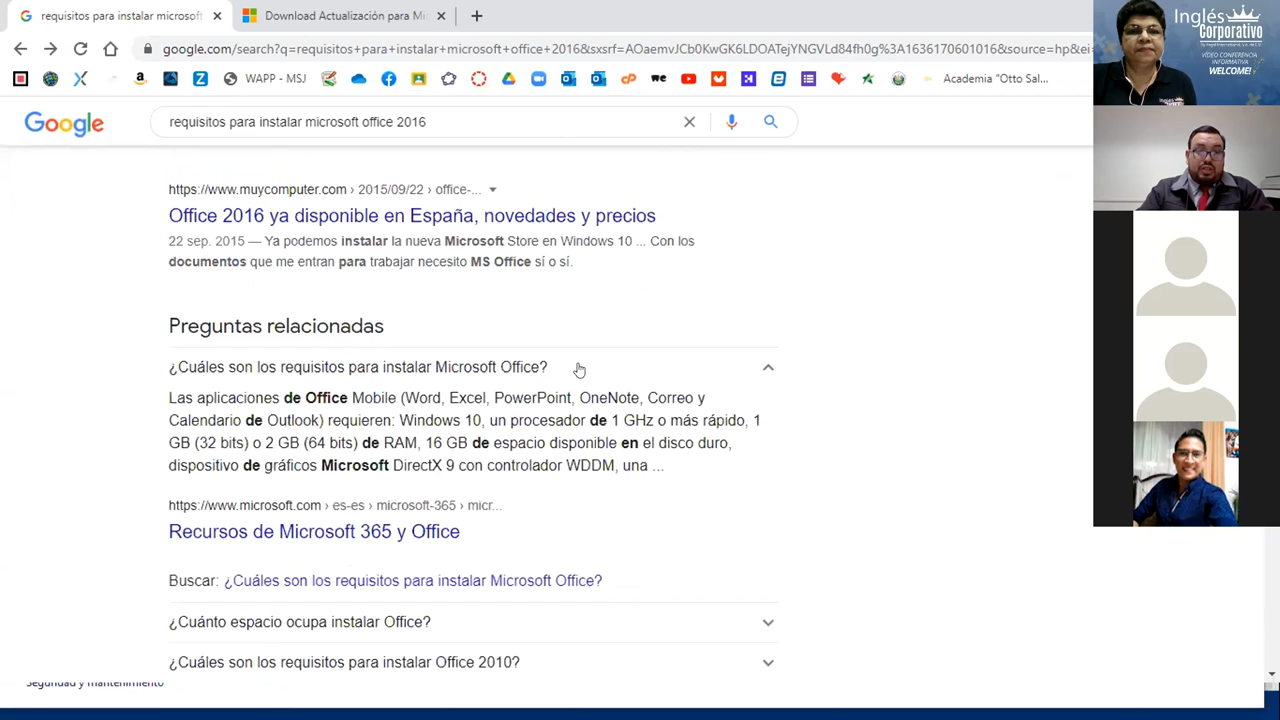 requisitos para instalar microsoft
Download Actualización para Mi
google.com/search?q=requisitos+para+instalar+microsoft+office+2016&sxsrf=AOaemvJCb0KwGK6LDOATejYNGVLd84fh0g%3A1636170601016&source=hp&ei=
WAPP - MSJ
Academia "Otto Sal...
Inglés
Corporativo
VÍDEO CONFERENCIA
INFORMATIVA
WELCOME!
Google
requisitos para instalar microsoft office 2016
https://www.muycomputer.com › 2015/09/22 › office-...
Office 2016 ya disponible en España, novedades y precios
22 sep. 2015 — Ya podemos instalar la nueva Microsoft Store en Windows 10 ... Con los
documentos que me entran para trabajar necesito MS Office sí o sí.
Preguntas relacionadas
¿Cuáles son los requisitos para instalar Microsoft Office?
Las aplicaciones de Office Mobile (Word, Excel, PowerPoint, OneNote, Correo y
Calendario de Outlook) requieren: Windows 10, un procesador de 1 GHz o más rápido, 1
GB (32 bits) o 2 GB (64 bits) de RAM, 16 GB de espacio disponible en el disco duro,
dispositivo de gráficos Microsoft DirectX 9 con controlador WDDM, una ...
https://www.microsoft.com › es-es › microsoft-365 › micr...
Recursos de Microsoft 365 y Office
Buscar: ¿Cuáles son los requisitos para instalar Microsoft Office?
¿Cuánto espacio ocupa instalar Office?
¿Cuáles son los requisitos para instalar Office 2010?
Seguridad y mantenimiento